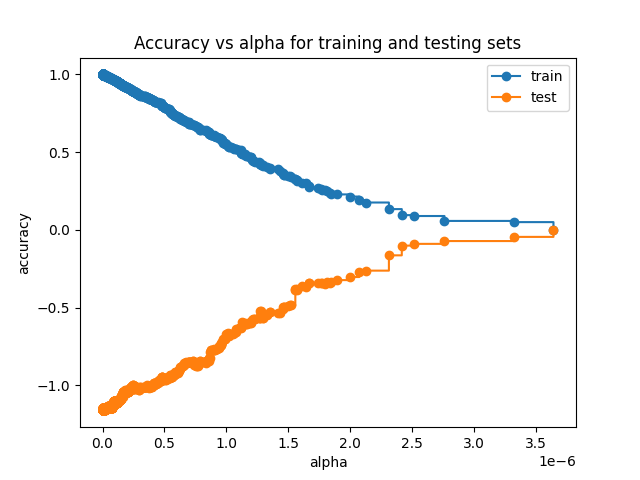 Accuracy vs alpha for training and testing sets
train
test
accuracy
1.0
0.5
0.0
−0.5
−1.0
0.0 0.5 1.0 1.5 2.0 2.5 3.0 3.5
1e−6
alpha